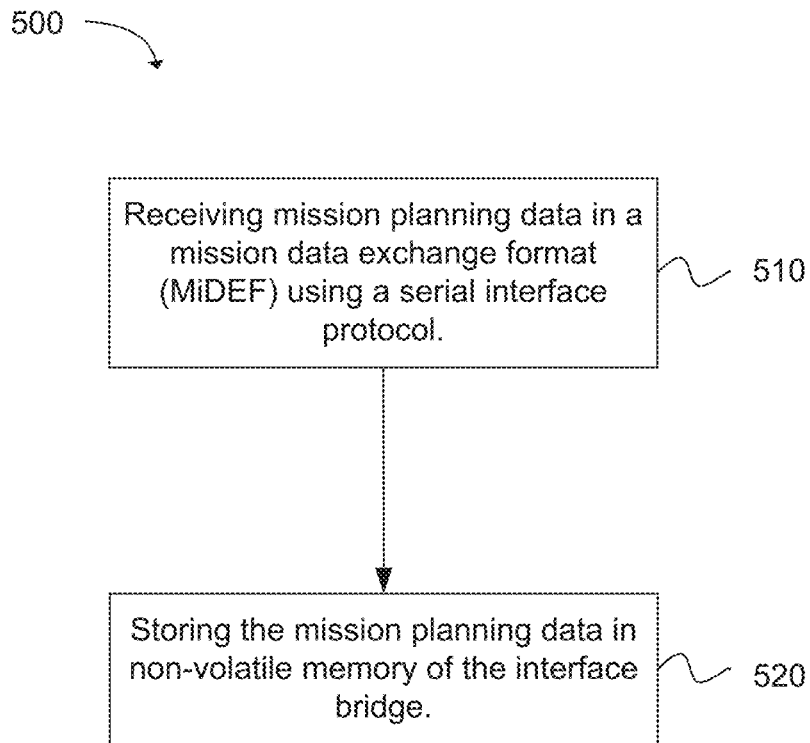 500
Receiving mission planning data in a
mission data exchange format
(MiDEF) using a serial interface
protocol.
510
Storing the mission planning data in
non-volatile memory of the interface
bridge.
520